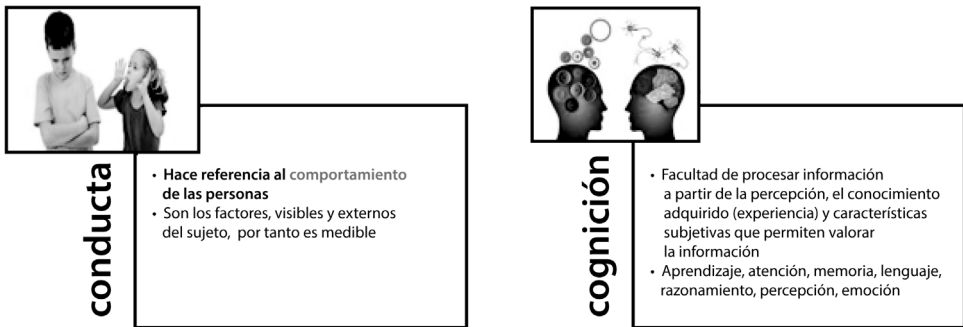 conducta
• Hace referencia al comportamiento
de las personas
• Son los factores, visibles y externos
del sujeto, por tanto es medible
cognición
• Facultad de procesar información
a partir de la percepción, el conocimiento
adquirido (experiencia) y características
subjetivas que permiten valorar
la información
• Aprendizaje, atención, memoria, lenguaje,
razonamiento, percepción, emoción